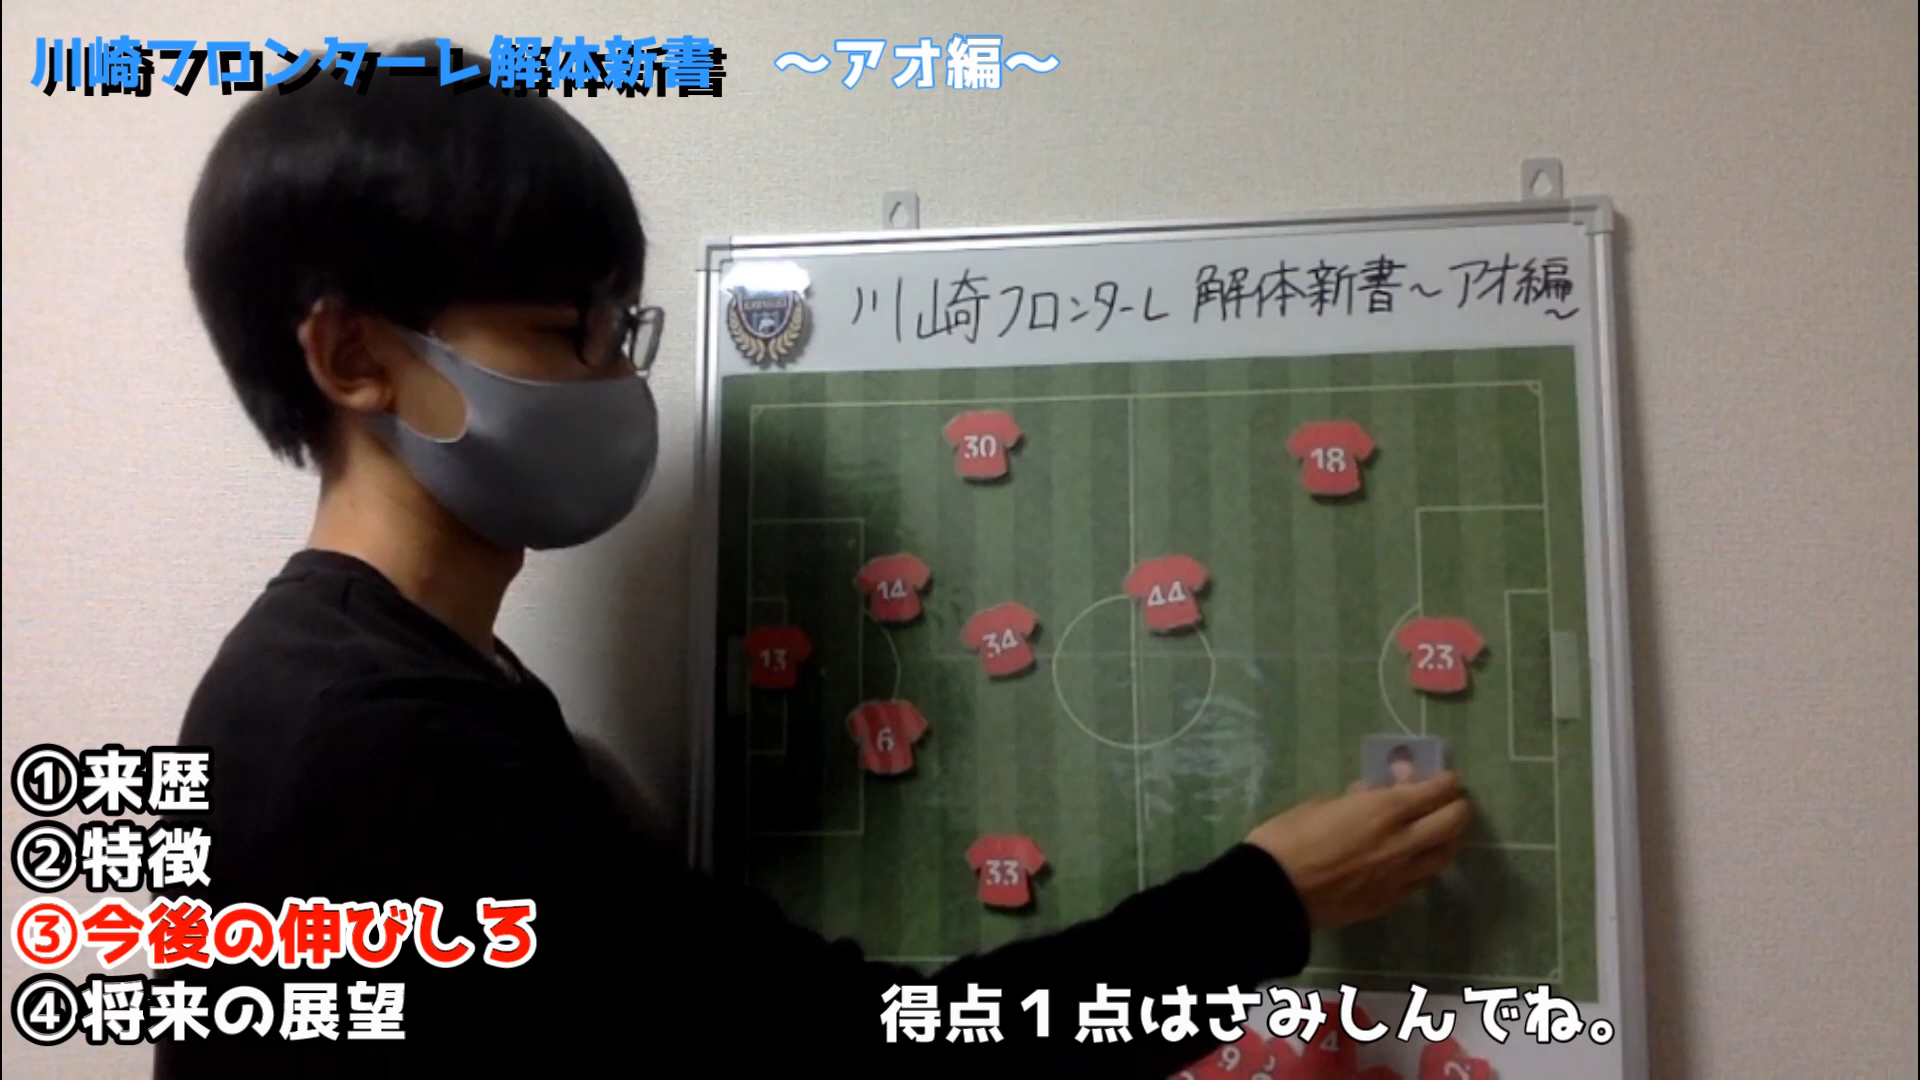 川崎フロンターレ解体新書 ～アオ編～
川崎フロンターレ 解体新書～アオ編～
30
18
14
44
34
13
23
6
33
①来歴
②特徴
③今後の伸びしろ
④将来の展望
得点１点はさみしんでね。
9
4
2